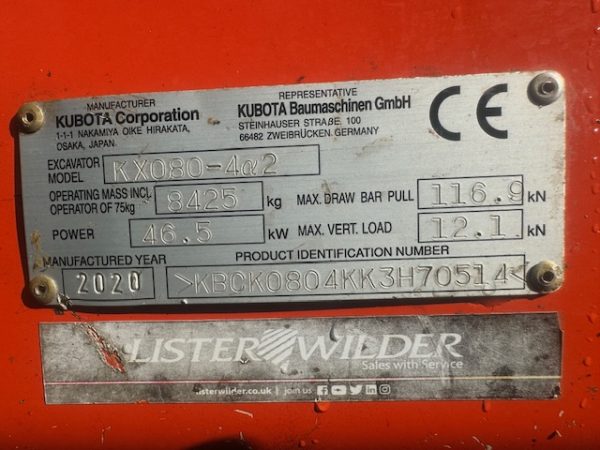 MANUFACTURER
KUBOTA Corporation
1-1-1 NAKAMIYA OIKE HIRAKATA,
OSAKA, JAPAN
REPRESENTATIVE
KUBOTA Baumaschinen GmbH
STEINHAUSER STRAßE. 100
66482 ZWEIBRÜCKEN. GERMANY
CE
EXCAVATOR
MODEL KX080-4α2
OPERATING MASS INCL.
OPERATOR OF 75kg 8425 kg
MAX. DRAW BAR PULL 116.9 kN
POWER 46.5 kW
MAX. VERT. LOAD 12.1 kN
MANUFACTURED YEAR
2020
PRODUCT IDENTIFICATION NUMBER
>KBCK0804KK3H70514<
LISTER WILDER
Sales with Service
listerwilder.co.uk | join us